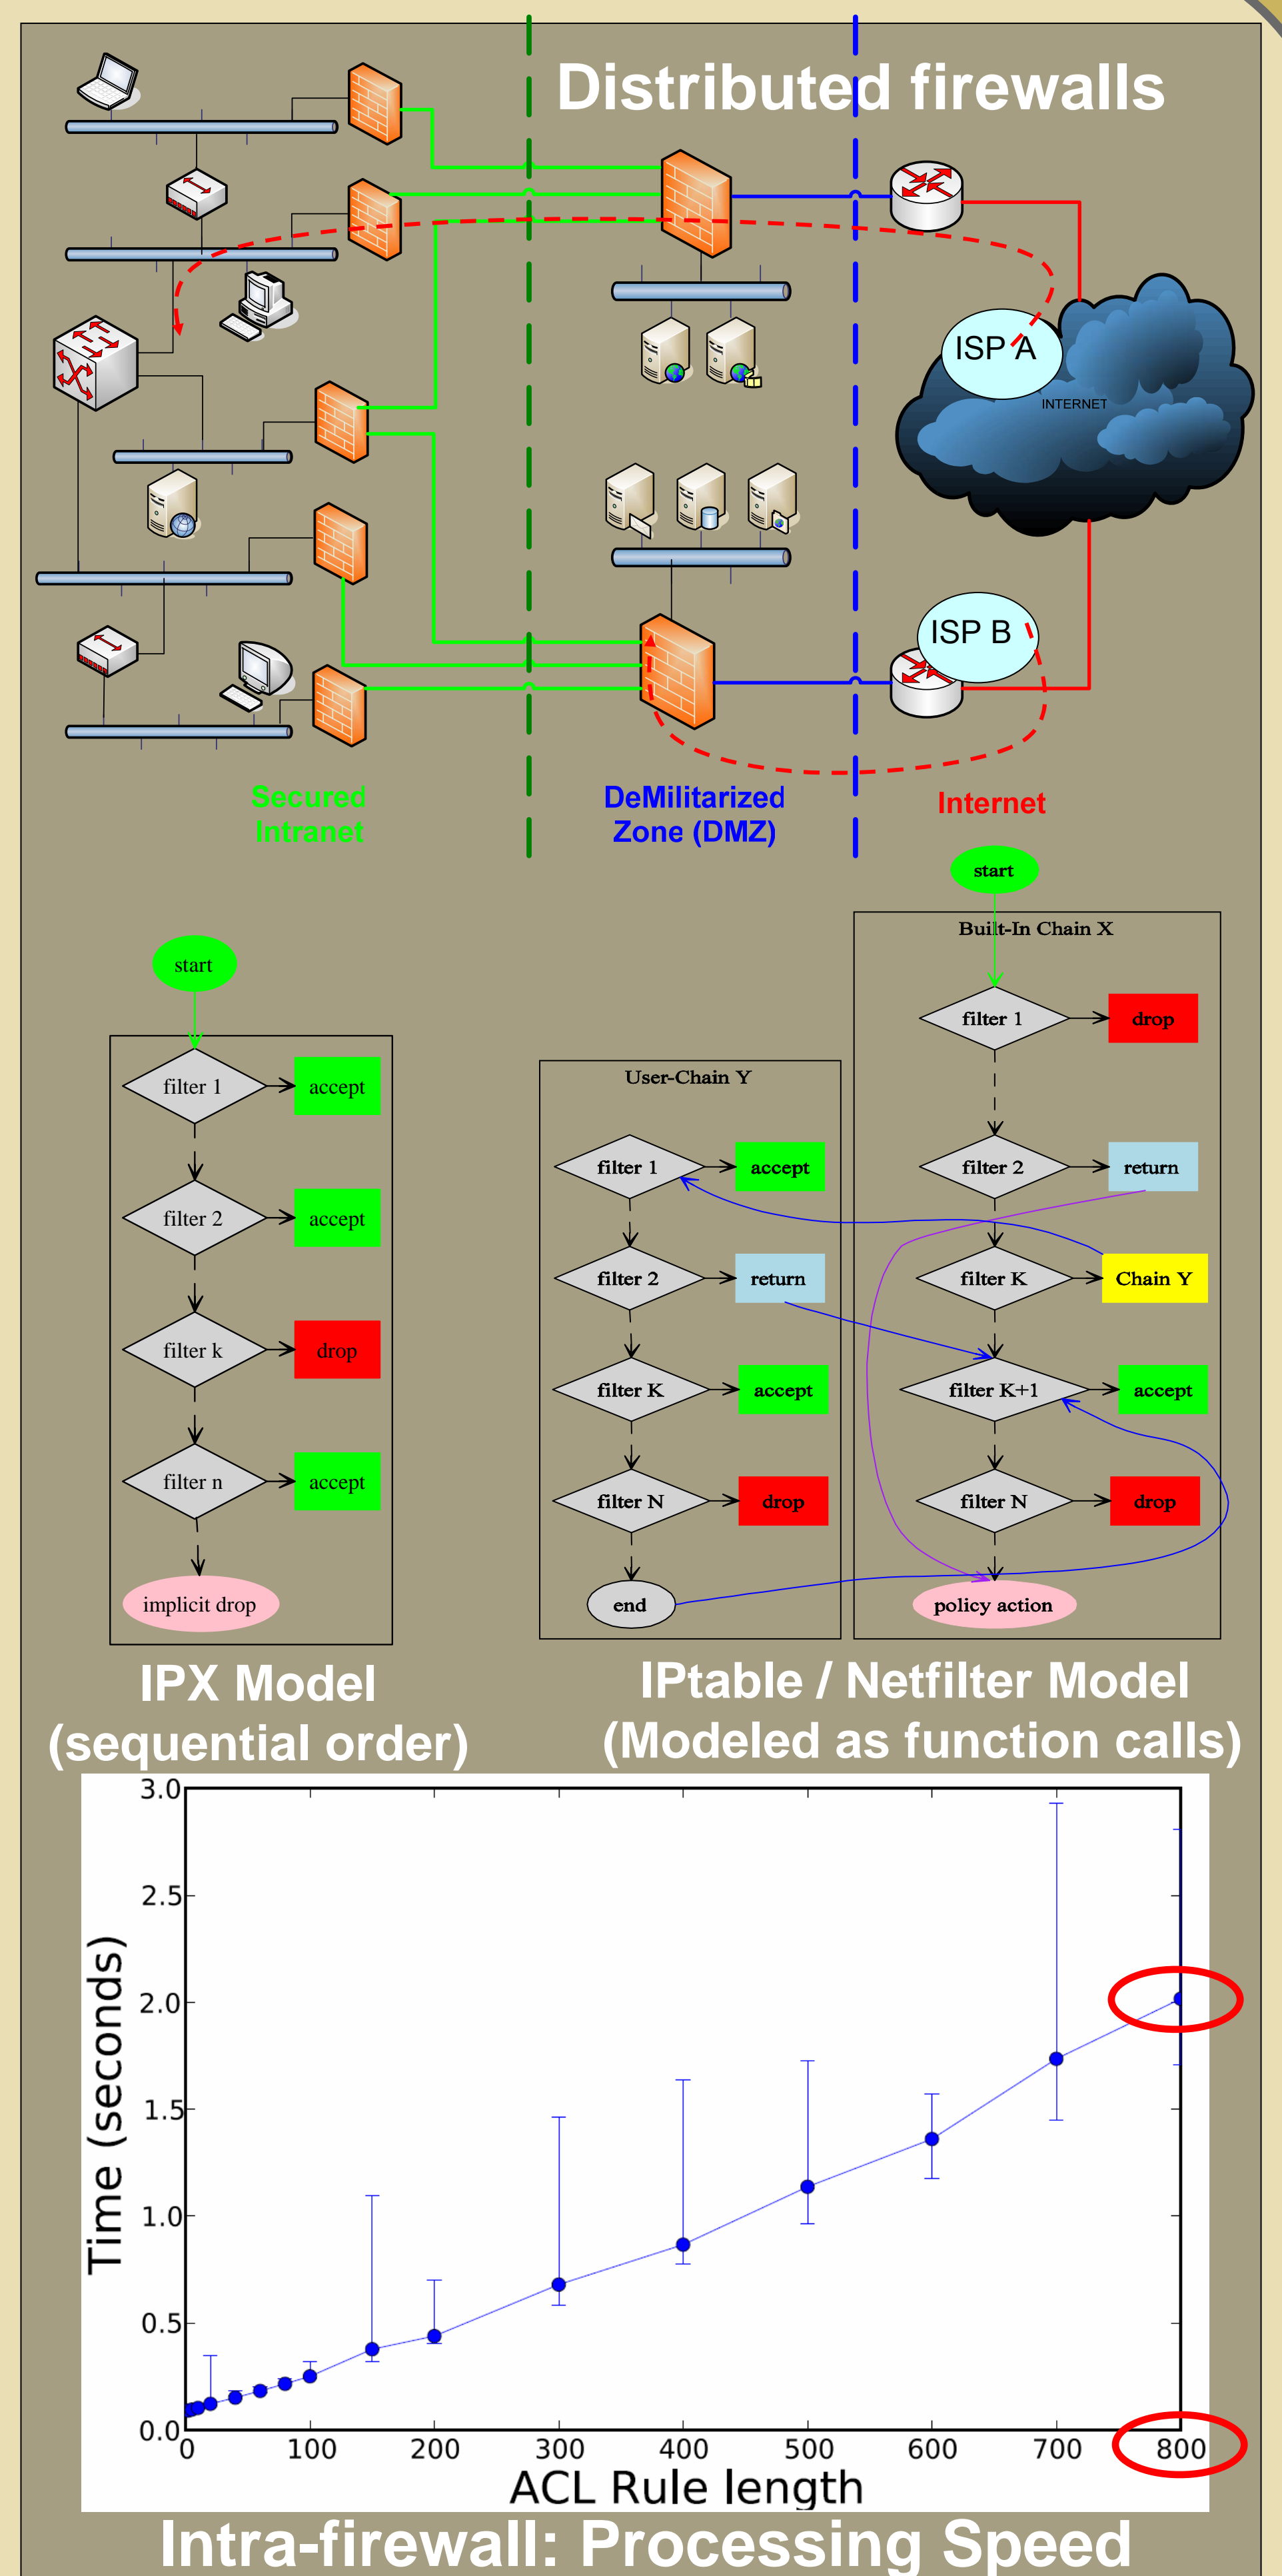 Distributed firewalls
ISP A
INTERNET
ISP B
Secured
Intranet
DeMilitarized
Zone (DMZ)
Internet
start
filter 1
accept
filter 2
accept
filter k
drop
filter n
accept
implicit drop
IPX Model
(sequential order)
User-Chain Y
filter 1
accept
filter 2
return
filter K
accept
filter N
drop
end
start
Built-In Chain X
filter 1
drop
filter 2
return
filter K
Chain Y
filter K+1
accept
filter N
drop
policy action
IPtable / Netfilter Model
(Modeled as function calls)
3.0
2.5
2.0
1.5
1.0
0.5
0.0
Time (seconds)
0 100 200 300 400 500 600 700 800
ACL Rule length
Intra-firewall: Processing Speed